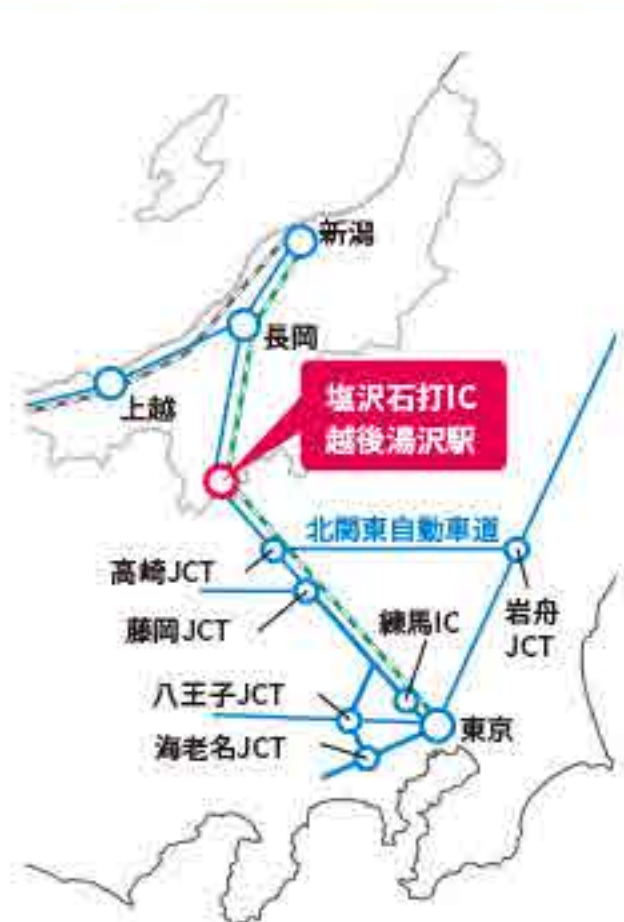 新潟
長岡
上越
塩沢石打IC
越後湯沢駅
北関東自動車道
高崎JCT
藤岡JCT
練馬IC
岩舟
JCT
八王子JCT
東京
海老名JCT